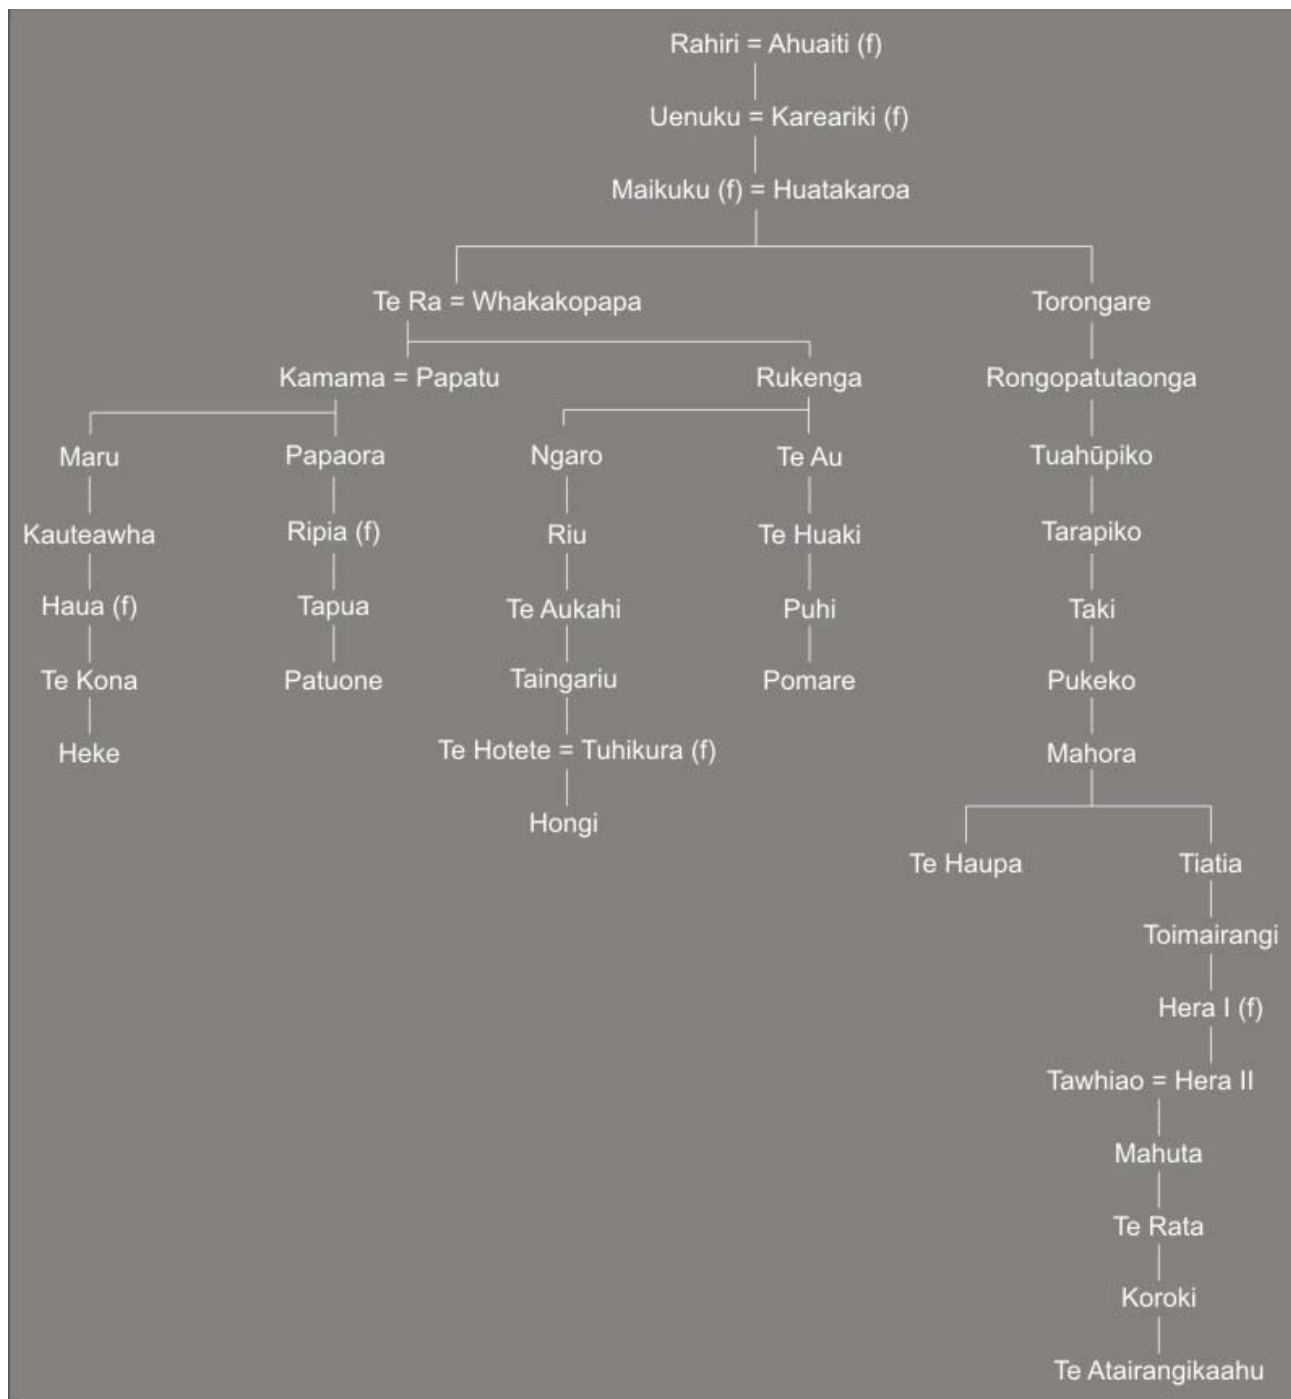 Rahiri = Ahuaiti (f)
Uenuku = Kareariki (f)
Maikuku (f) = Huatakaroa
Te Ra = Whakakopapa Torongare
Kamama = Papatu Rukenga Rongopatutaonga
Maru Papaora Ngaro Te Au Tuahūpiko
Kauteawha Ripia (f) Riu Te Huaki Tarapiko
Haua (f) Tapua Te Aukahi Puhi Taki
Te Kona Patuone Taingariu Pomare Pukeko
Heke Te Hotete = Tuhikura (f) Mahora
Hongi
Te Haupa Tiatia
Toimairangi
Hera I (f)
Tawhiao = Hera II
Mahuta
Te Rata
Koroki
Te Atairangikaahu